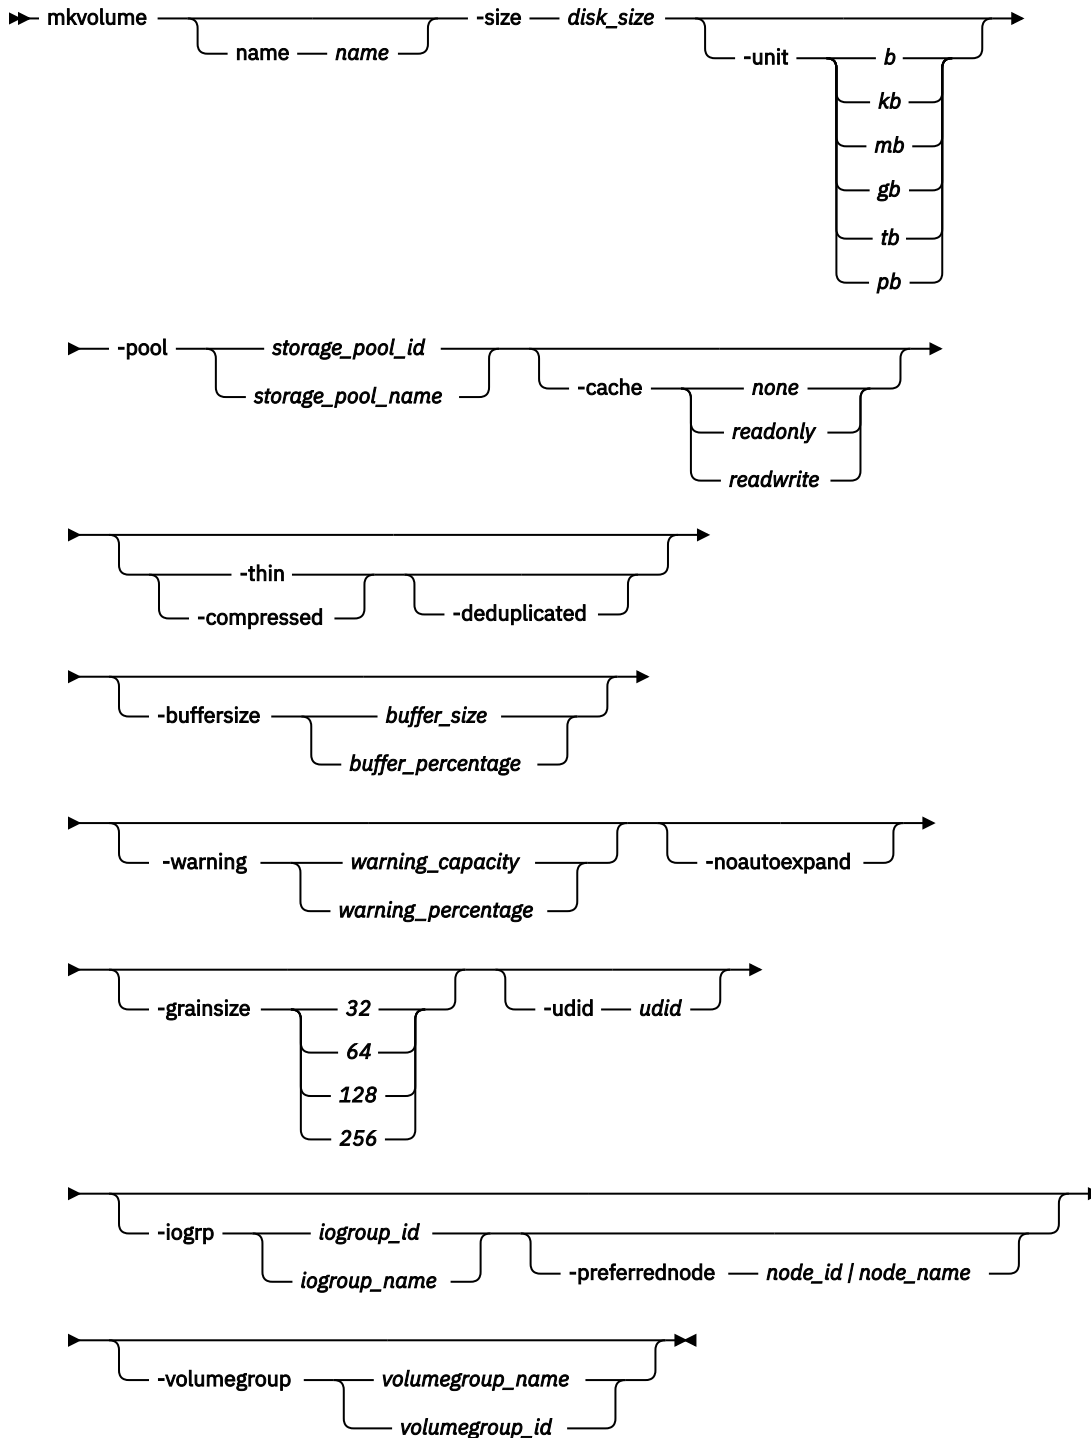 mkvolume -size disk_size
name name -unit b
kb
mb
gb
tb
pb
-pool storage_pool_id
storage_pool_name -cache none
readonly
readwrite
-thin
-compressed -deduplicated
-buffersize buffer_size
buffer_percentage
-warning warning_capacity -noautoexpand
warning_percentage
-grainsize 32 -udid udid
64
128
256
-iogrp iogroup_id
iogroup_name -preferrednode node_id / node_name
-volumegroup volumegroup_name
volumegroup_id